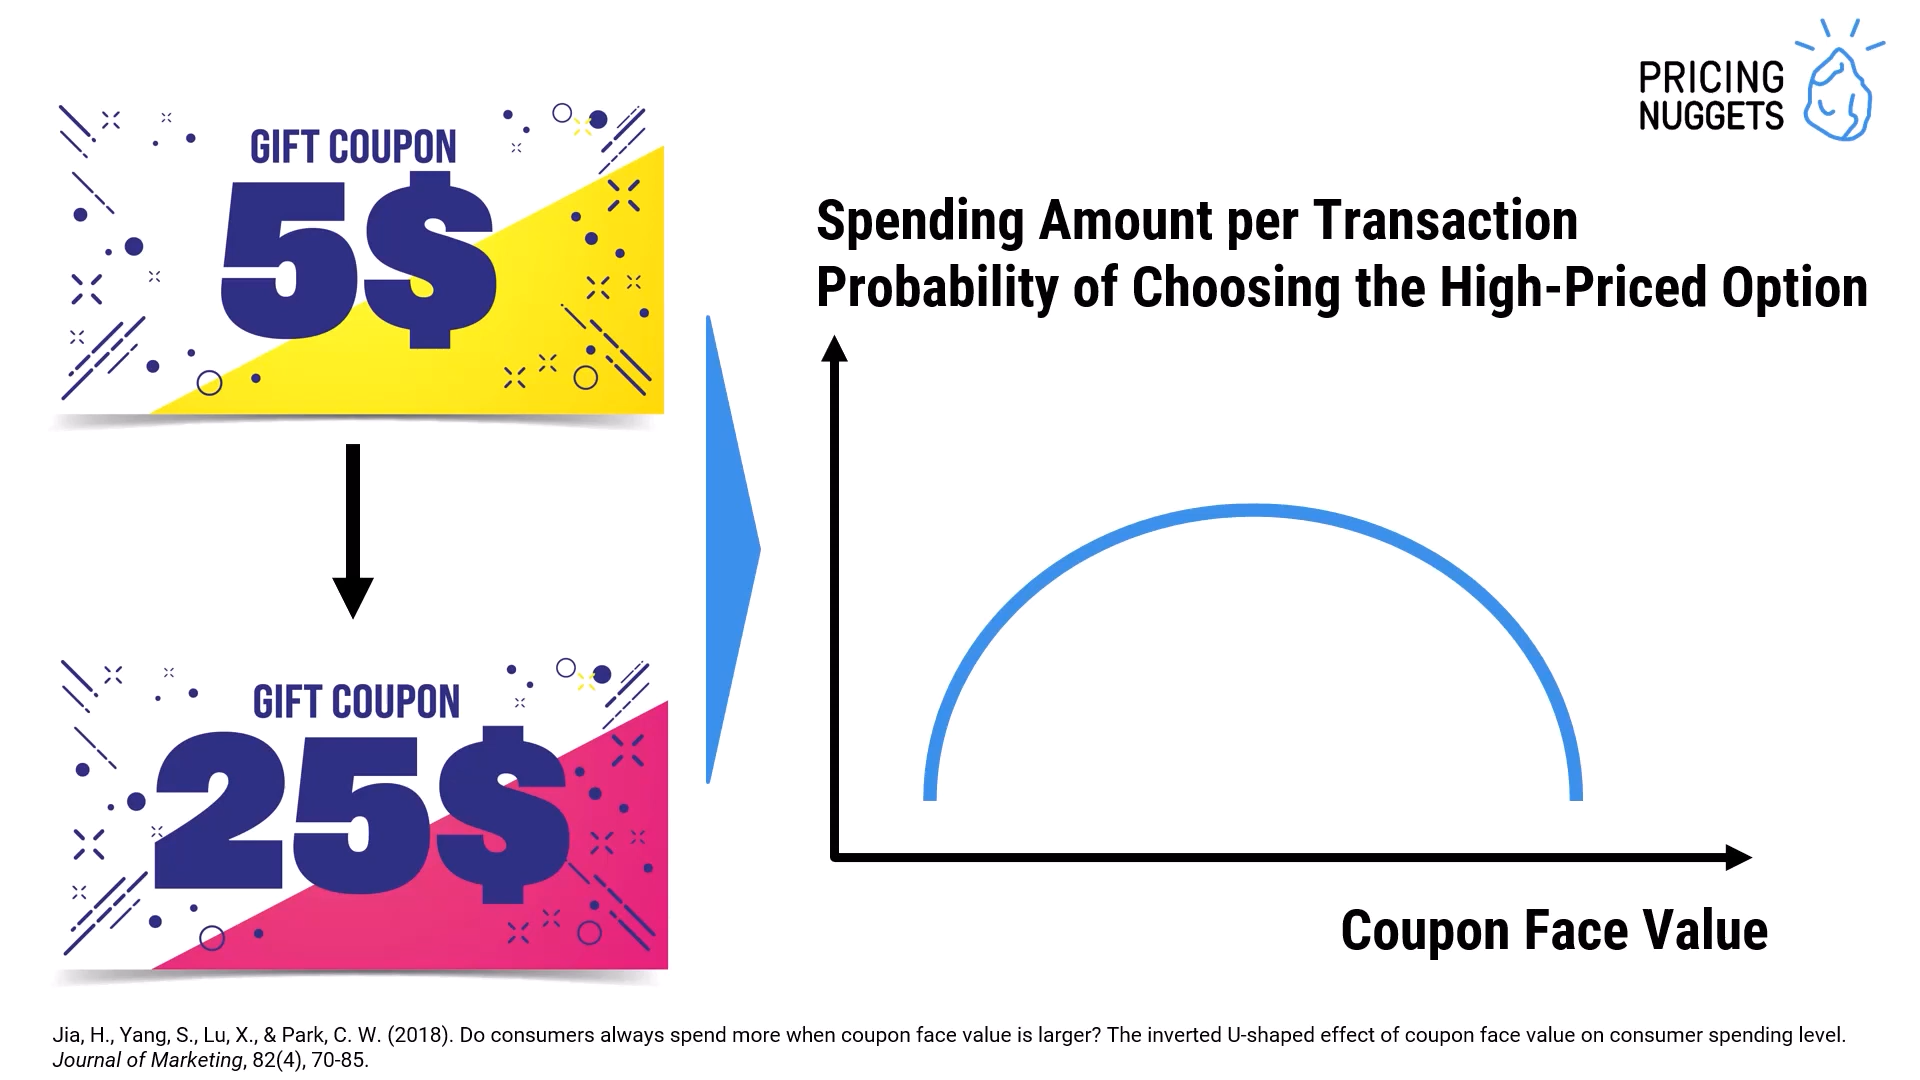 PRICING
NUGGETS
GIFT COUPON
5$
Spending Amount per Transaction
Probability of Choosing the High-Priced Option
GIFT COUPON
25$
Coupon Face Value
Jia, H., Yang, S., Lu, X., & Park, C. W. (2018). Do consumers always spend more when coupon face value is larger? The inverted U-shaped effect of coupon face value on consumer spending level.
Journal of Marketing, 82(4), 70-85.